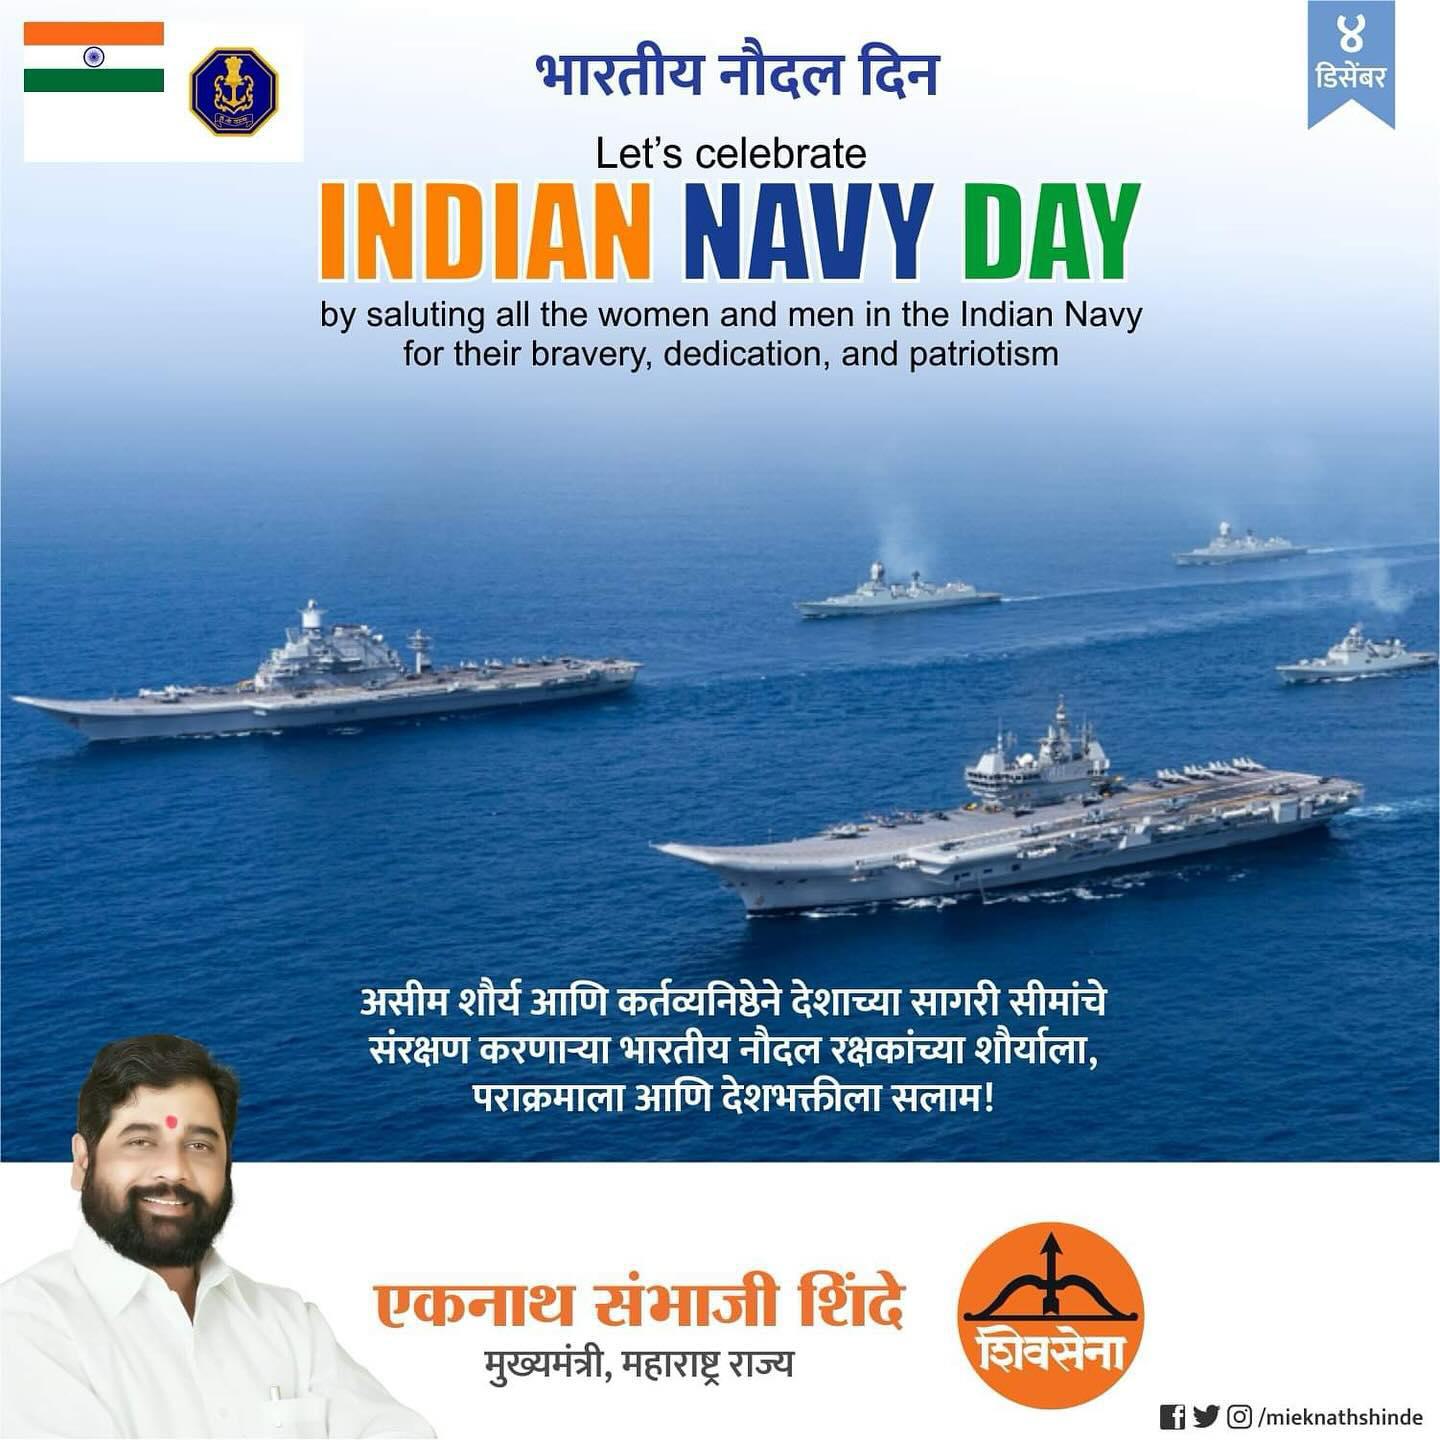 ४
डिसेंबर
भारतीय नौदल दिन
Let's celebrate
INDIAN NAVY DAY
by saluting all the women and men in the Indian Navy
for their bravery, dedication, and patriotism
असीम शौर्य आणि कर्तव्यनिष्ठेने देशाच्या सागरी सीमांचे
संरक्षण करणाऱ्या भारतीय नौदल रक्षकांच्या शौर्याला,
पराक्रमाला आणि देशभक्तीला सलाम!
एकनाथ संभाजी शिंदे
मुख्यमंत्री, महाराष्ट्र राज्य
शिवसेना
/mieknathshinde